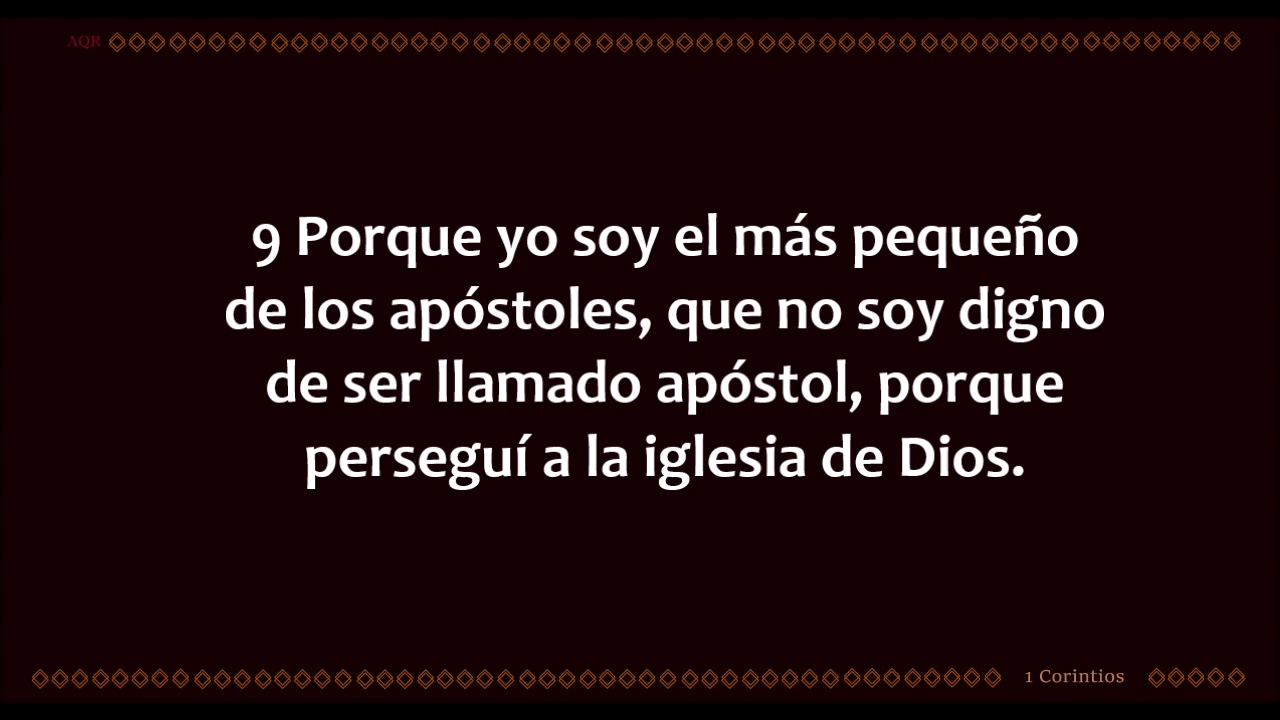 AQR
9 Porque yo soy el más pequeño
de los apóstoles, que no soy digno
de ser llamado apóstol, porque
perseguí a la iglesia de Dios.
1 Corintios